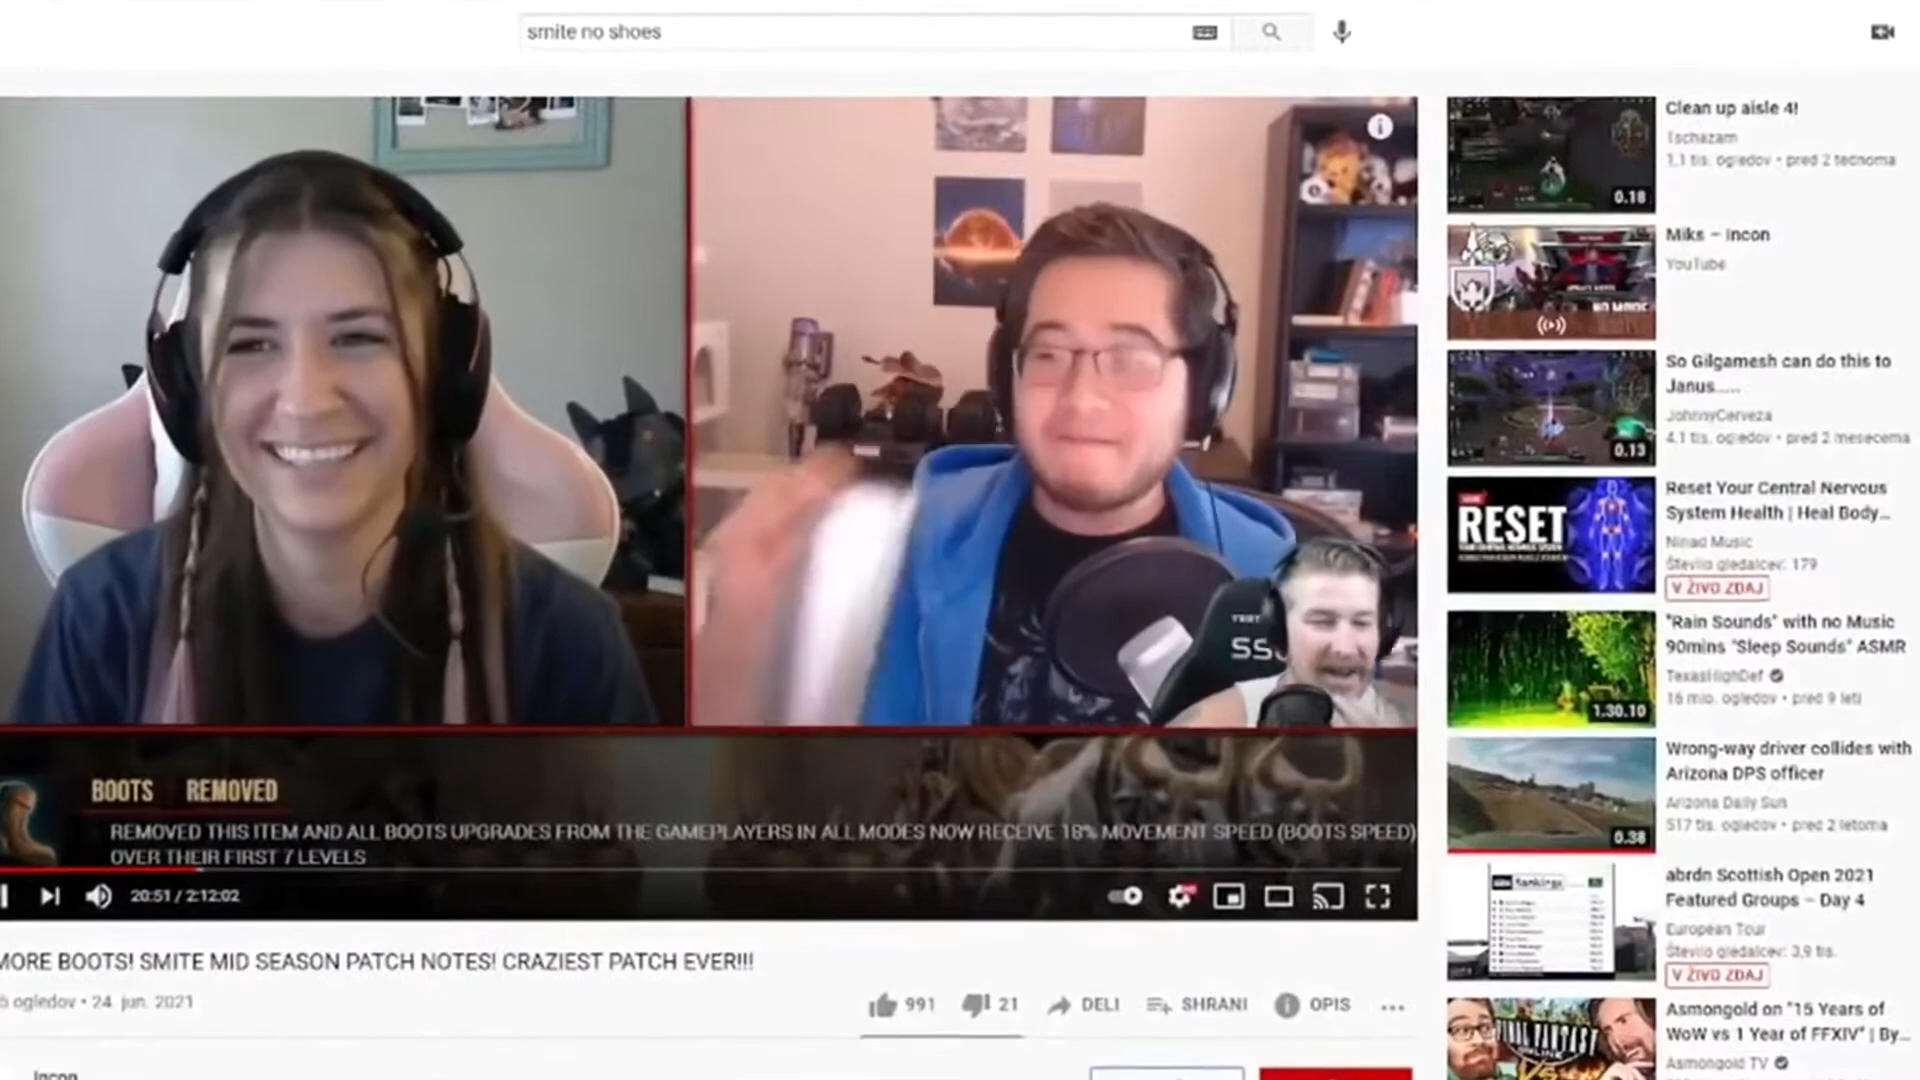 smite no shoes
BOOTS REMOVED
REMOVED THIS ITEM AND ALL BOOTS UPGRADES FROM THE GAMEPLAYERS IN ALL MODES NOW RECEIVE 18% MOVEMENT SPEED (BOOTS SPEED)
OVER THEIR FIRST 7 LEVELS
20:51 / 2:12:02
MORE BOOTS! SMITE MID SEASON PATCH NOTES! CRAZIEST PATCH EVER!!!
ogledov • 24. jun. 2021
991
21
DELI
SHRANI
OPIS
Incon
Clean up aisle 4!
Tschazam
1,1 tis. ogledov • pred 2 tednoma
0.18
Miks – Incon
YouTube
So Gilgamesh can do this to
Janus.....
JohnnyCerveza
4,1 tis. ogledov • pred 2 mesecema
0.13
RESET
Reset Your Central Nervous
System Health | Heal Body...
Ninad Music
Število gledalcev: 179
V ŽIVO ZDAJ
"Rain Sounds" with no Music
90mins "Sleep Sounds" ASMR
TexasHighDef
16 mio. ogledov • pred 9 leti
1.30.10
Wrong-way driver collides with
Arizona DPS officer
Arizona Daily Sun
517 tis. ogledov • pred 2 letoma
0.38
Rankings
abrdn Scottish Open 2021
Featured Groups – Day 4
European Tour
Število gledalcev: 3,9 tis.
V ŽIVO ZDAJ
FINAL FANTASY
ONLINE
VS
Asmongold on "15 Years of
WoW vs 1 Year of FFXIV" | By...
Asmongold TV